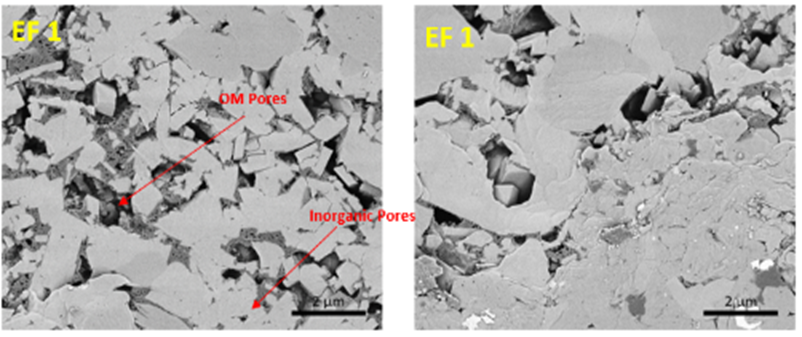 EF 1
OM Pores
Inorganic Pores
2 μm
EF 1
2 μm